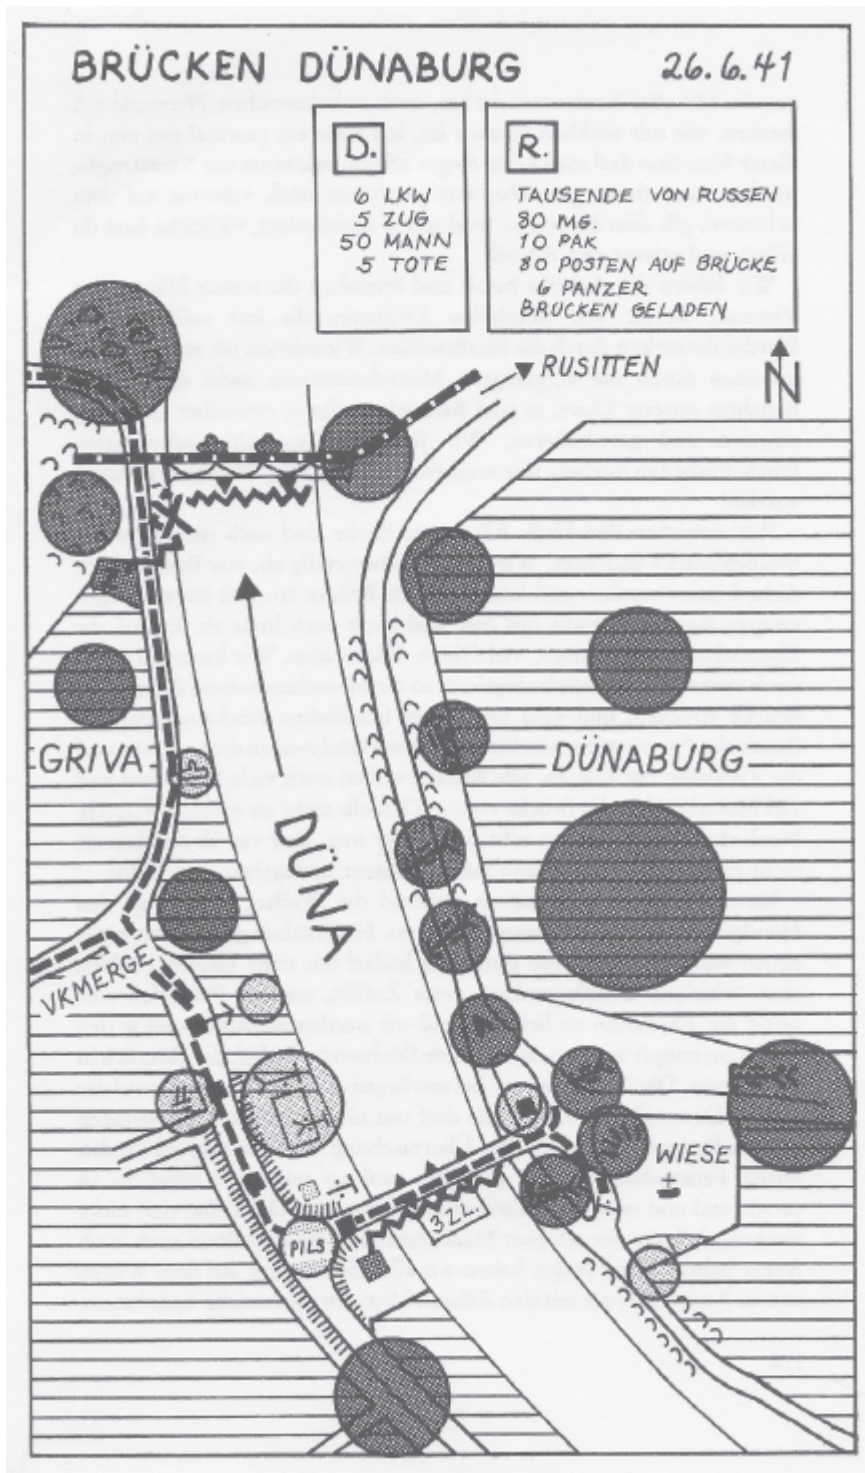 BRÜCKEN DÜNABURG 26.6.41
D.
6 LKW
5 ZUG
50 MANN
5 TOTE
R.
TAUSENDE VON RUSSEN
80 MG.
10 PAK
80 POSTEN AUF BRÜCKE
6 PANZER
BRÜCKEN GELADEN
N
RUSITTEN
GRIVA
DÜNABURG
DÜNA
VKMERGE
WIESE
T.
PILS
3ZLL